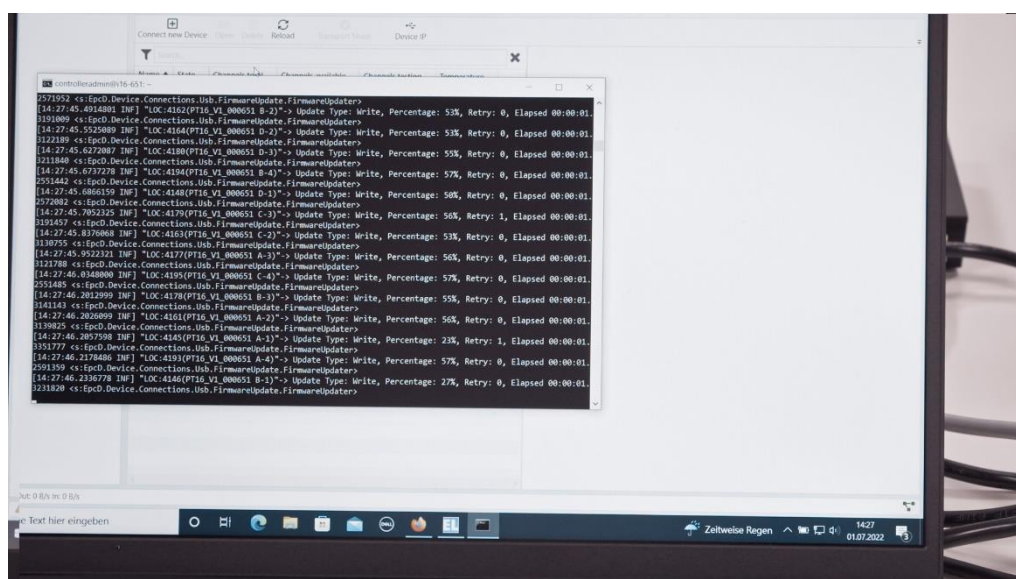 Connect new Device
Reload
Device IP
controlleradmin@s16-651: ~
2571952 <s:EpcD.Device.Connections.Usb.FirmwareUpdate.FirmwareUpdater>
[14:27:45.4914801 INF] "LOC:4162(PT16_V1_000651 B-2)"-> Update Type: Write, Percentage: 53%, Retry: 0, Elapsed 00:00:01.
3191009 <s:EpcD.Device.Connections.Usb.FirmwareUpdate.FirmwareUpdater>
[14:27:45.5525089 INF] "LOC:4164(PT16_V1_000651 D-2)"-> Update Type: Write, Percentage: 53%, Retry: 0, Elapsed 00:00:01.
3122189 <s:EpcD.Device.Connections.Usb.FirmwareUpdate.FirmwareUpdater>
[14:27:45.6272087 INF] "LOC:4180(PT16_V1_000651 D-3)"-> Update Type: Write, Percentage: 55%, Retry: 0, Elapsed 00:00:01.
3211840 <s:EpcD.Device.Connections.Usb.FirmwareUpdate.FirmwareUpdater>
[14:27:45.6737278 INF] "LOC:4194(PT16_V1_000651 B-4)"-> Update Type: Write, Percentage: 57%, Retry: 0, Elapsed 00:00:01.
2551442 <s:EpcD.Device.Connections.Usb.FirmwareUpdate.FirmwareUpdater>
[14:27:45.6866159 INF] "LOC:4148(PT16_V1_000651 D-1)"-> Update Type: Write, Percentage: 50%, Retry: 0, Elapsed 00:00:01.
2572082 <s:EpcD.Device.Connections.Usb.FirmwareUpdate.FirmwareUpdater>
[14:27:45.7052325 INF] "LOC:4179(PT16_V1_000651 C-3)"-> Update Type: Write, Percentage: 56%, Retry: 1, Elapsed 00:00:01.
3191457 <s:EpcD.Device.Connections.Usb.FirmwareUpdate.FirmwareUpdater>
[14:27:45.8376068 INF] "LOC:4163(PT16_V1_000651 C-2)"-> Update Type: Write, Percentage: 53%, Retry: 0, Elapsed 00:00:01.
3130755 <s:EpcD.Device.Connections.Usb.FirmwareUpdate.FirmwareUpdater>
[14:27:45.9522321 INF] "LOC:4177(PT16_V1_000651 A-3)"-> Update Type: Write, Percentage: 56%, Retry: 0, Elapsed 00:00:01.
3121788 <s:EpcD.Device.Connections.Usb.FirmwareUpdate.FirmwareUpdater>
[14:27:46.0348000 INF] "LOC:4195(PT16_V1_000651 C-4)"-> Update Type: Write, Percentage: 57%, Retry: 0, Elapsed 00:00:01.
2551485 <s:EpcD.Device.Connections.Usb.FirmwareUpdate.FirmwareUpdater>
[14:27:46.2012999 INF] "LOC:4178(PT16_V1_000651 B-3)"-> Update Type: Write, Percentage: 55%, Retry: 0, Elapsed 00:00:01.
3141143 <s:EpcD.Device.Connections.Usb.FirmwareUpdate.FirmwareUpdater>
[14:27:46.2026099 INF] "LOC:4161(PT16_V1_000651 A-2)"-> Update Type: Write, Percentage: 56%, Retry: 0, Elapsed 00:00:01.
3139825 <s:EpcD.Device.Connections.Usb.FirmwareUpdate.FirmwareUpdater>
[14:27:46.2057598 INF] "LOC:4145(PT16_V1_000651 A-1)"-> Update Type: Write, Percentage: 23%, Retry: 1, Elapsed 00:00:01.
3351777 <s:EpcD.Device.Connections.Usb.FirmwareUpdate.FirmwareUpdater>
[14:27:46.2178486 INF] "LOC:4193(PT16_V1_000651 A-4)"-> Update Type: Write, Percentage: 57%, Retry: 0, Elapsed 00:00:01.
2591359 <s:EpcD.Device.Connections.Usb.FirmwareUpdate.FirmwareUpdater>
[14:27:46.2336778 INF] "LOC:4146(PT16_V1_000651 B-1)"-> Update Type: Write, Percentage: 27%, Retry: 0, Elapsed 00:00:01.
3231820 <s:EpcD.Device.Connections.Usb.FirmwareUpdate.FirmwareUpdater>
Out: 0 B/s in: 0 B/s
e Text hier eingeben
DELL
EL
Zeitweise Regen
14:27
01.07.2022
3